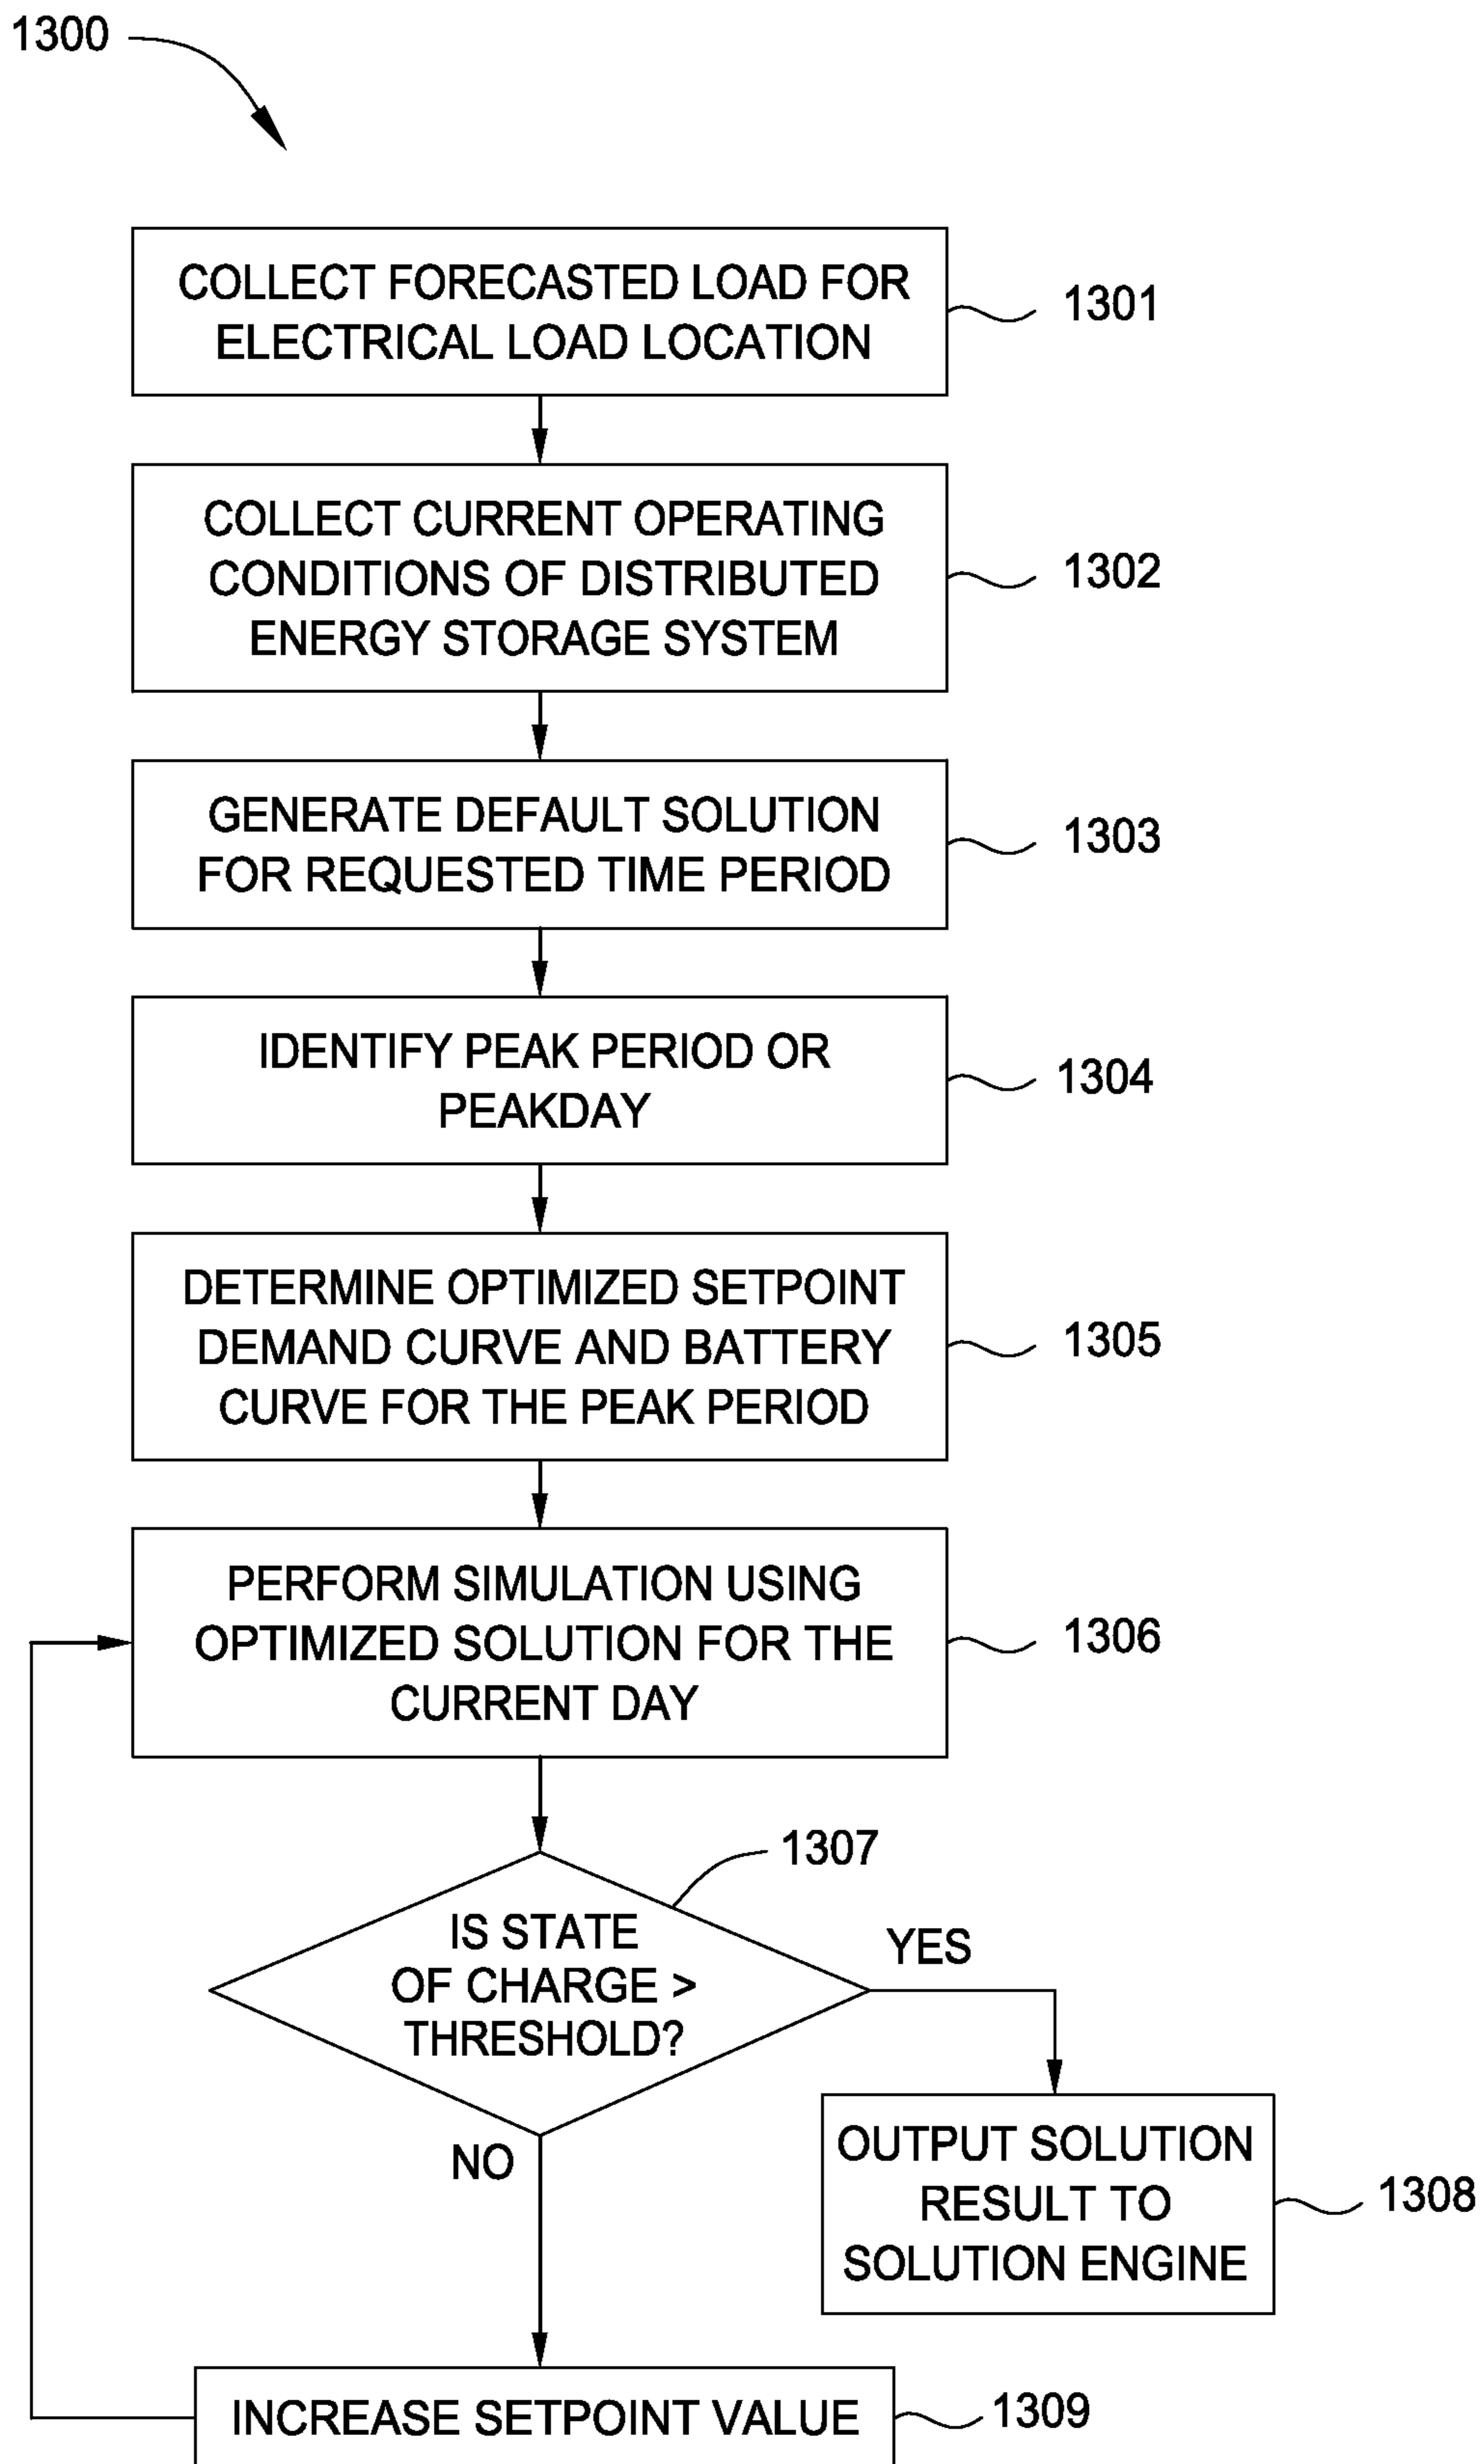 1300
COLLECT FORECASTED LOAD FOR
ELECTRICAL LOAD LOCATION
1301
COLLECT CURRENT OPERATING
CONDITIONS OF DISTRIBUTED
ENERGY STORAGE SYSTEM
1302
GENERATE DEFAULT SOLUTION
FOR REQUESTED TIME PERIOD
1303
IDENTIFY PEAK PERIOD OR
PEAKDAY
1304
DETERMINE OPTIMIZED SETPOINT
DEMAND CURVE AND BATTERY
CURVE FOR THE PEAK PERIOD
1305
PERFORM SIMULATION USING
OPTIMIZED SOLUTION FOR THE
CURRENT DAY
1306
1307
IS STATE
OF CHARGE >
THRESHOLD?
YES
NO
OUTPUT SOLUTION
RESULT TO
SOLUTION ENGINE
1308
INCREASE SETPOINT VALUE
1309